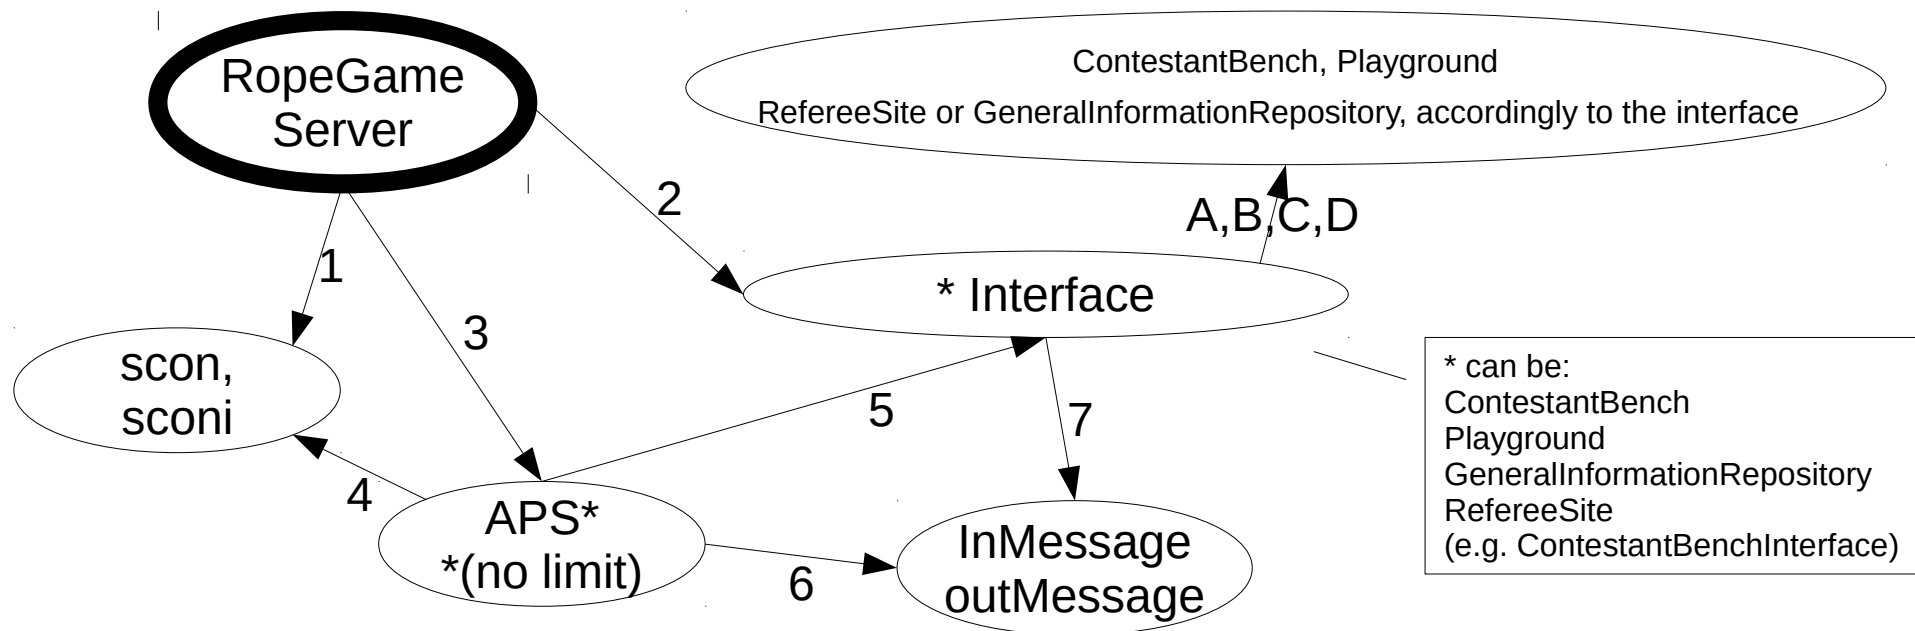 RopeGame
Server
ContestantBench, Playground
RefereeSite or GeneralInformationRepository, accordingly to the interface
2
A,B,C,D
1
* Interface
3
scon,
sconi
* can be:
ContestantBench
Playground
GeneralInformationRepository
RefereeSite
(e.g. ContestantBenchInterface)
5
7
4
APS*
*(no limit)
6
InMessage
outMessage